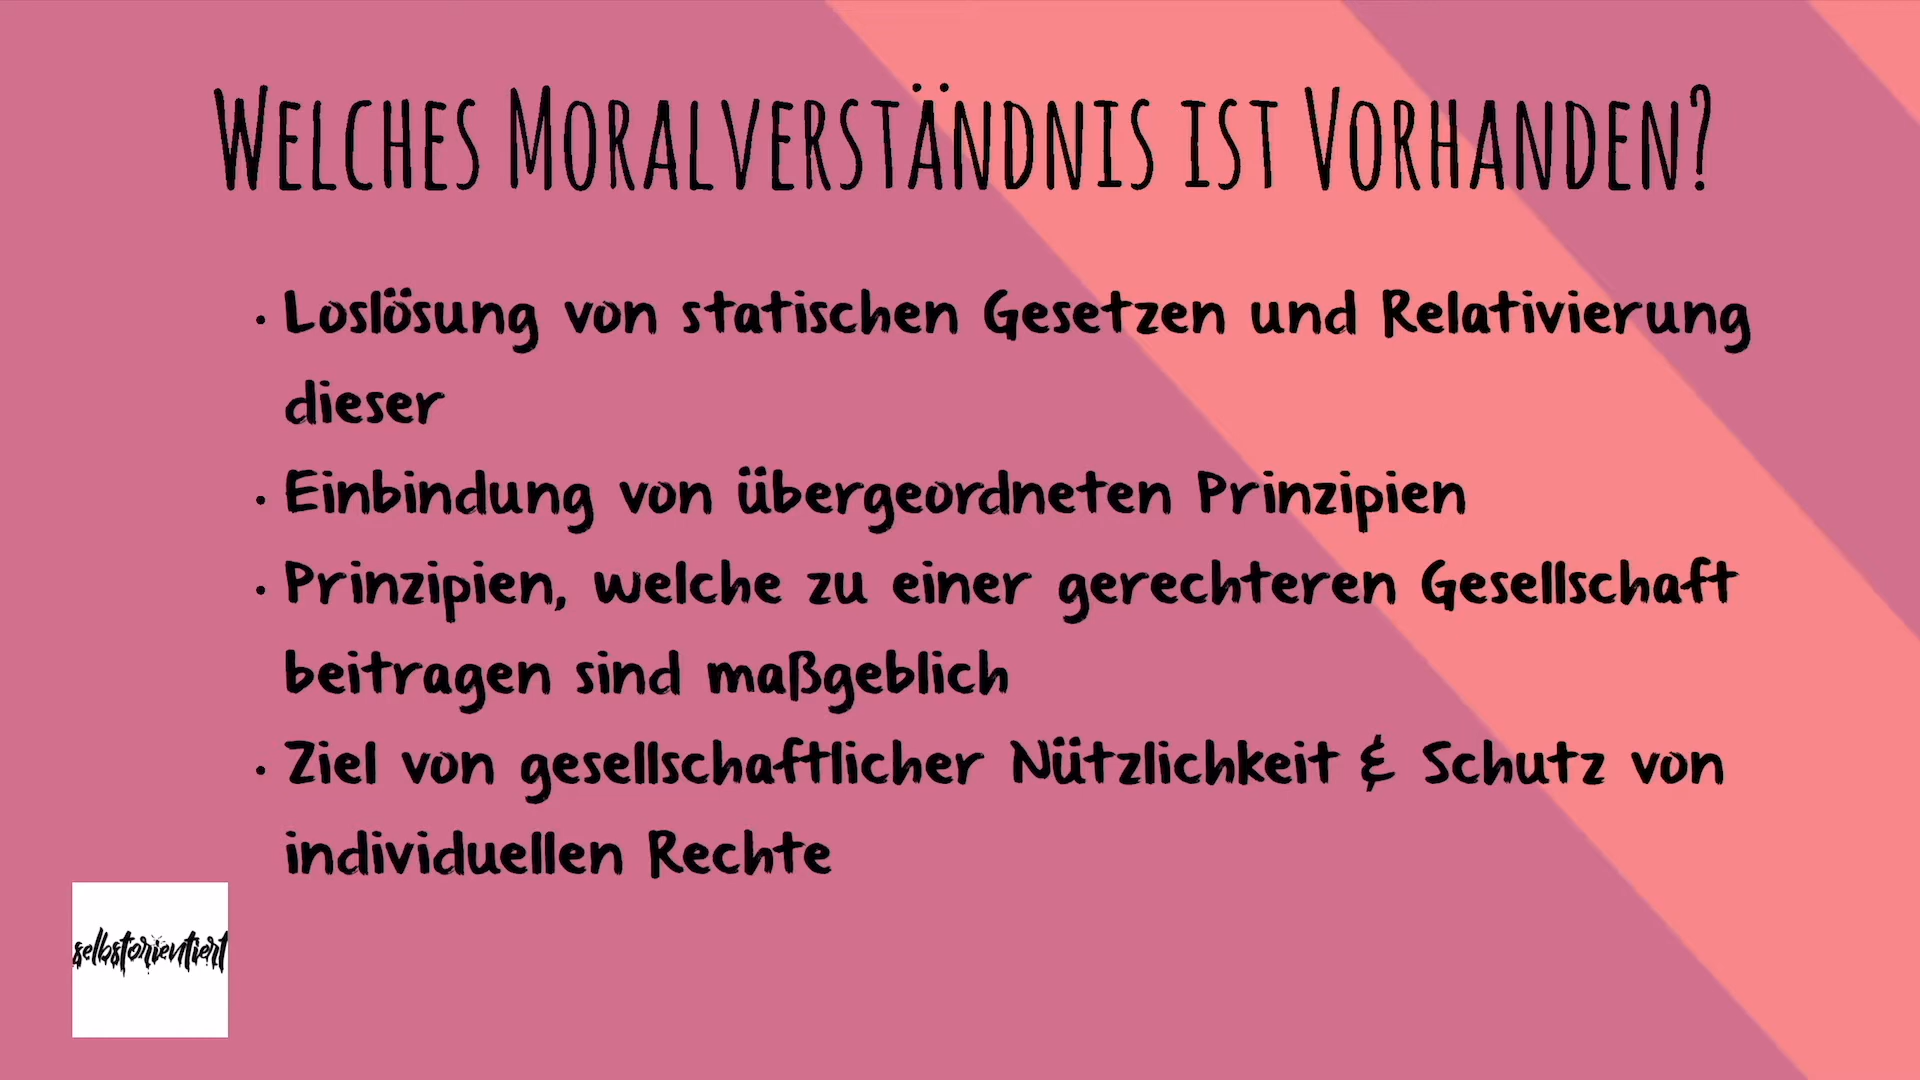 Welches Moralverständnis ist Vorhanden?
• Loslösung von statischen Gesetzen und Relativierung
dieser
• Einbindung von übergeordneten Prinzipien
• Prinzipien, welche zu einer gerechteren Gesellschaft
beitragen sind maßgeblich
• Ziel von gesellschaftlicher Nützlichkeit & Schutz von
individuellen Rechte
selbstorientiert